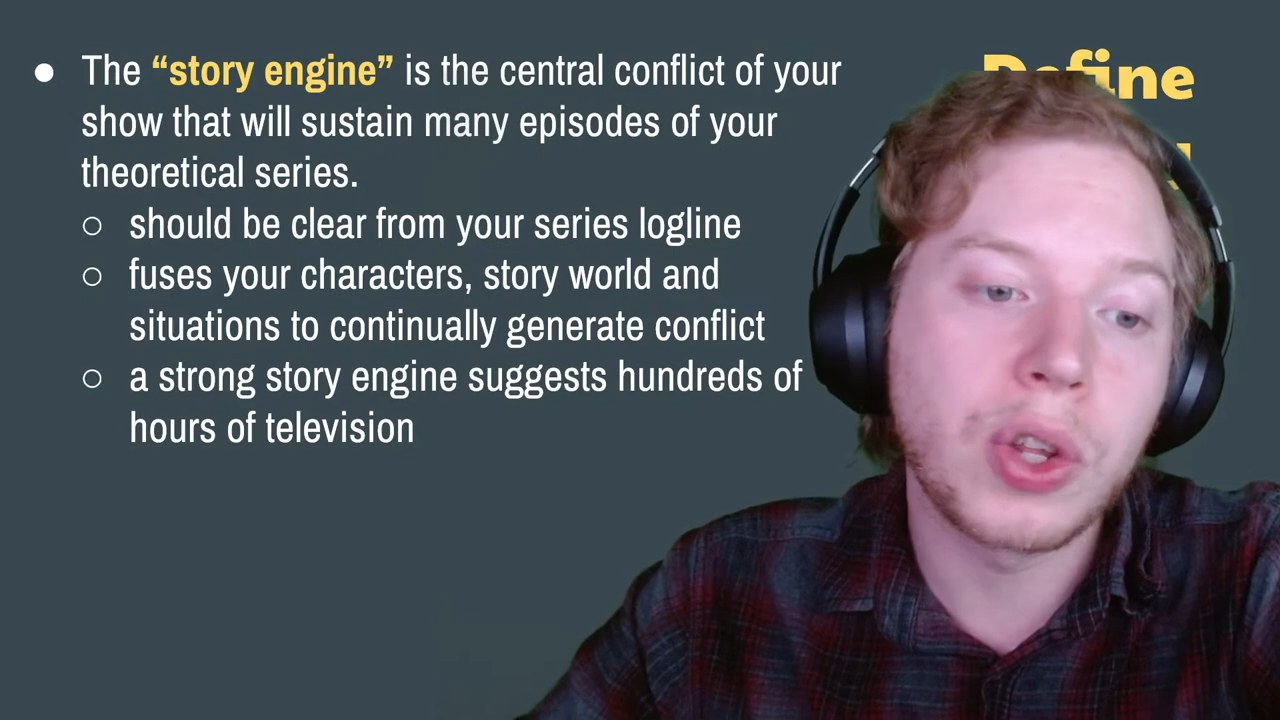 ● The “story engine” is the central conflict of your
show that will sustain many episodes of your
theoretical series.
○ should be clear from your series logline
○ fuses your characters, story world and
situations to continually generate conflict
○ a strong story engine suggests hundreds of
hours of television
Define